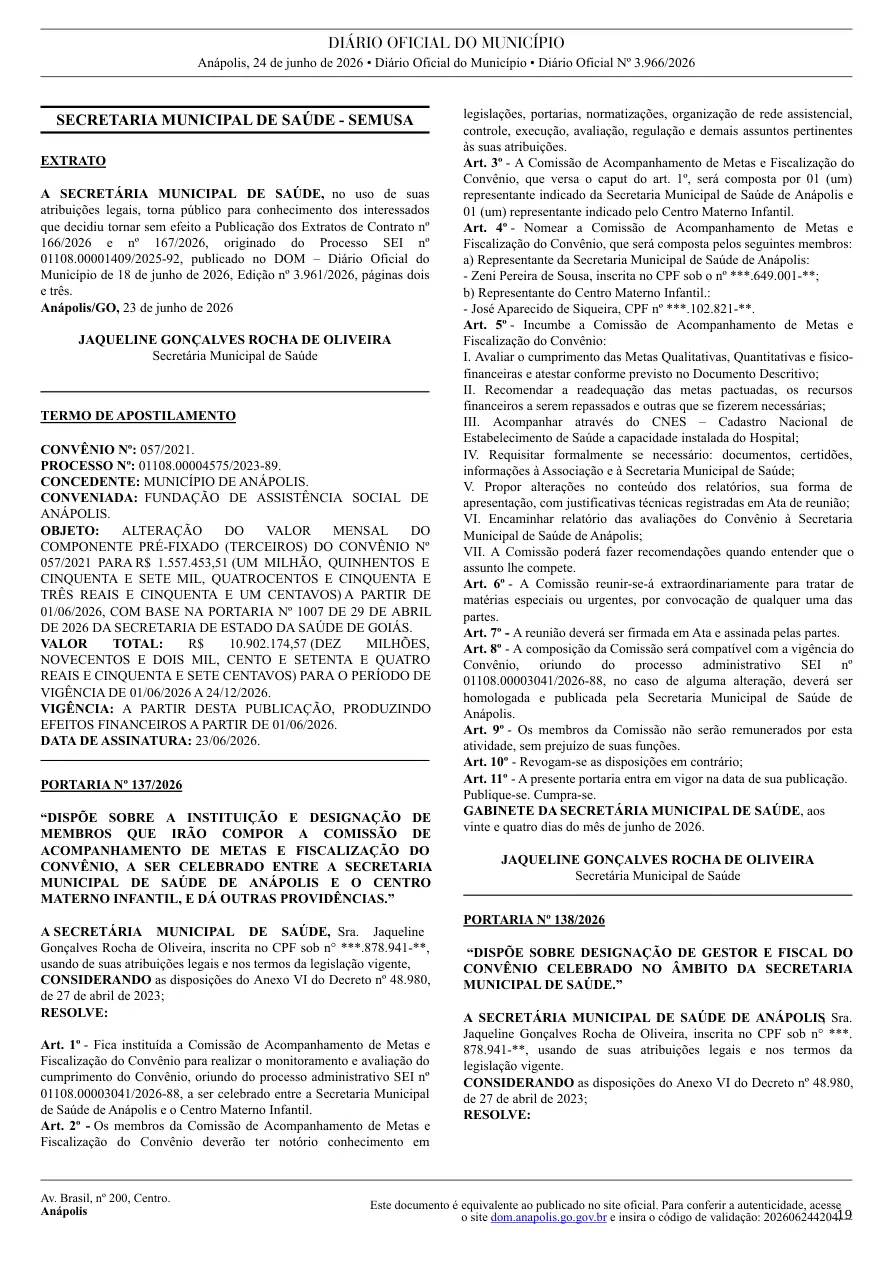 DIÁRIO OFICIAL DO MUNICÍPIO
Anápolis, 24 de junho de 2026 • Diário Oficial do Município • Diário Oficial Nº 3.966/2026
SECRETARIA MUNICIPAL DE SAÚDE - SEMUSA
EXTRATO
A SECRETÁRIA MUNICIPAL DE SAÚDE, no uso de suas
atribuições legais, torna público para conhecimento dos interessados
que decidiu tornar sem efeito a Publicação dos Extratos de Contrato nº
166/2026 e nº 167/2026, originado do Processo SEI nº
01108.00001409/2025-92, publicado no DOM – Diário Oficial do
Município de 18 de junho de 2026, Edição nº 3.961/2026, páginas dois
e três.
Anápolis/GO, 23 de junho de 2026
JAQUELINE GONÇALVES ROCHA DE OLIVEIRA
Secretária Municipal de Saúde
TERMO DE APOSTILAMENTO
CONVÊNIO Nº: 057/2021.
PROCESSO Nº: 01108.00004575/2023-89.
CONCEDENTE: MUNICÍPIO DE ANÁPOLIS.
CONVENIADA: FUNDAÇÃO DE ASSISTÊNCIA SOCIAL DE
ANÁPOLIS.
OBJETO: ALTERAÇÃO DO VALOR MENSAL DO
COMPONENTE PRÉ-FIXADO (TERCEIROS) DO CONVÊNIO Nº
057/2021 PARA R$ 1.557.453,51 (UM MILHÃO, QUINHENTOS E
CINQUENTA E SETE MIL, QUATROCENTOS E CINQUENTA E
TRÊS REAIS E CINQUENTA E UM CENTAVOS) A PARTIR DE
01/06/2026, COM BASE NA PORTARIA Nº 1007 DE 29 DE ABRIL
DE 2026 DA SECRETARIA DE ESTADO DA SAÚDE DE GOIÁS.
VALOR TOTAL: R$ 10.902.174,57 (DEZ MILHÕES,
NOVECENTOS E DOIS MIL, CENTO E SETENTA E QUATRO
REAIS E CINQUENTA E SETE CENTAVOS) PARA O PERÍODO DE
VIGÊNCIA DE 01/06/2026 A 24/12/2026.
VIGÊNCIA: A PARTIR DESTA PUBLICAÇÃO, PRODUZINDO
EFEITOS FINANCEIROS A PARTIR DE 01/06/2026.
DATA DE ASSINATURA: 23/06/2026.
PORTARIA Nº 137/2026
“DISPÕE SOBRE A INSTITUIÇÃO E DESIGNAÇÃO DE
MEMBROS QUE IRÃO COMPOR A COMISSÃO DE
ACOMPANHAMENTO DE METAS E FISCALIZAÇÃO DO
CONVÊNIO, A SER CELEBRADO ENTRE A SECRETARIA
MUNICIPAL DE SAÚDE DE ANÁPOLIS E O CENTRO
MATERNO INFANTIL, E DÁ OUTRAS PROVIDÊNCIAS.”
A SECRETÁRIA MUNICIPAL DE SAÚDE, Sra. Jaqueline
Gonçalves Rocha de Oliveira, inscrita no CPF sob n° ***.878.941-**,
usando de suas atribuições legais e nos termos da legislação vigente,
CONSIDERANDO as disposições do Anexo VI do Decreto nº 48.980,
de 27 de abril de 2023;
RESOLVE:
Art. 1º - Fica instituída a Comissão de Acompanhamento de Metas e
Fiscalização do Convênio para realizar o monitoramento e avaliação do
cumprimento do Convênio, oriundo do processo administrativo SEI nº
01108.00003041/2026-88, a ser celebrado entre a Secretaria Municipal
de Saúde de Anápolis e o Centro Materno Infantil.
Art. 2º - Os membros da Comissão de Acompanhamento de Metas e
Fiscalização do Convênio deverão ter notório conhecimento em
legislações, portarias, normatizações, organização de rede assistencial,
controle, execução, avaliação, regulação e demais assuntos pertinentes
às suas atribuições.
Art. 3º - A Comissão de Acompanhamento de Metas e Fiscalização do
Convênio, que versa o caput do art. 1º, será composta por 01 (um)
representante indicado da Secretaria Municipal de Saúde de Anápolis e
01 (um) representante indicado pelo Centro Materno Infantil.
Art. 4º - Nomear a Comissão de Acompanhamento de Metas e
Fiscalização do Convênio, que será composta pelos seguintes membros:
a) Representante da Secretaria Municipal de Saúde de Anápolis:
- Zeni Pereira de Sousa, inscrita no CPF sob o nº ***.649.001-**;
b) Representante do Centro Materno Infantil.:
- José Aparecido de Siqueira, CPF nº ***.102.821-**.
Art. 5º - Incumbe a Comissão de Acompanhamento de Metas e
Fiscalização do Convênio:
I. Avaliar o cumprimento das Metas Qualitativas, Quantitativas e físico-
financeiras e atestar conforme previsto no Documento Descritivo;
II. Recomendar a readequação das metas pactuadas, os recursos
financeiros a serem repassados e outras que se fizerem necessárias;
III. Acompanhar através do CNES – Cadastro Nacional de
Estabelecimento de Saúde a capacidade instalada do Hospital;
IV. Requisitar formalmente se necessário: documentos, certidões,
informações à Associação e à Secretaria Municipal de Saúde;
V. Propor alterações no conteúdo dos relatórios, sua forma de
apresentação, com justificativas técnicas registradas em Ata de reunião;
VI. Encaminhar relatório das avaliações do Convênio à Secretaria
Municipal de Saúde de Anápolis;
VII. A Comissão poderá fazer recomendações quando entender que o
assunto lhe compete.
Art. 6º - A Comissão reunir-se-á extraordinariamente para tratar de
matérias especiais ou urgentes, por convocação de qualquer uma das
partes.
Art. 7º - A reunião deverá ser firmada em Ata e assinada pelas partes.
Art. 8º - A composição da Comissão será compatível com a vigência do
Convênio, oriundo do processo administrativo SEI nº
01108.00003041/2026-88, no caso de alguma alteração, deverá ser
homologada e publicada pela Secretaria Municipal de Saúde de
Anápolis.
Art. 9º - Os membros da Comissão não serão remunerados por esta
atividade, sem prejuízo de suas funções.
Art. 10º - Revogam-se as disposições em contrário;
Art. 11º - A presente portaria entra em vigor na data de sua publicação.
Publique-se. Cumpra-se.
GABINETE DA SECRETÁRIA MUNICIPAL DE SAÚDE, aos
vinte e quatro dias do mês de junho de 2026.
JAQUELINE GONÇALVES ROCHA DE OLIVEIRA
Secretária Municipal de Saúde
PORTARIA Nº 138/2026
“DISPÕE SOBRE DESIGNAÇÃO DE GESTOR E FISCAL DO
CONVÊNIO CELEBRADO NO ÂMBITO DA SECRETARIA
MUNICIPAL DE SAÚDE.”
A SECRETÁRIA MUNICIPAL DE SAÚDE DE ANÁPOLIS, Sra.
Jaqueline Gonçalves Rocha de Oliveira, inscrita no CPF sob n° ***.
878.941-**, usando de suas atribuições legais e nos termos da
legislação vigente.
CONSIDERANDO as disposições do Anexo VI do Decreto nº 48.980,
de 27 de abril de 2023;
RESOLVE:
Av. Brasil, nº 200, Centro.
Anápolis
Este documento é equivalente ao publicado no site oficial. Para conferir a autenticidade, acesse
o site dom.anapolis.go.gov.br e insira o código de validação: 2026062442204
19